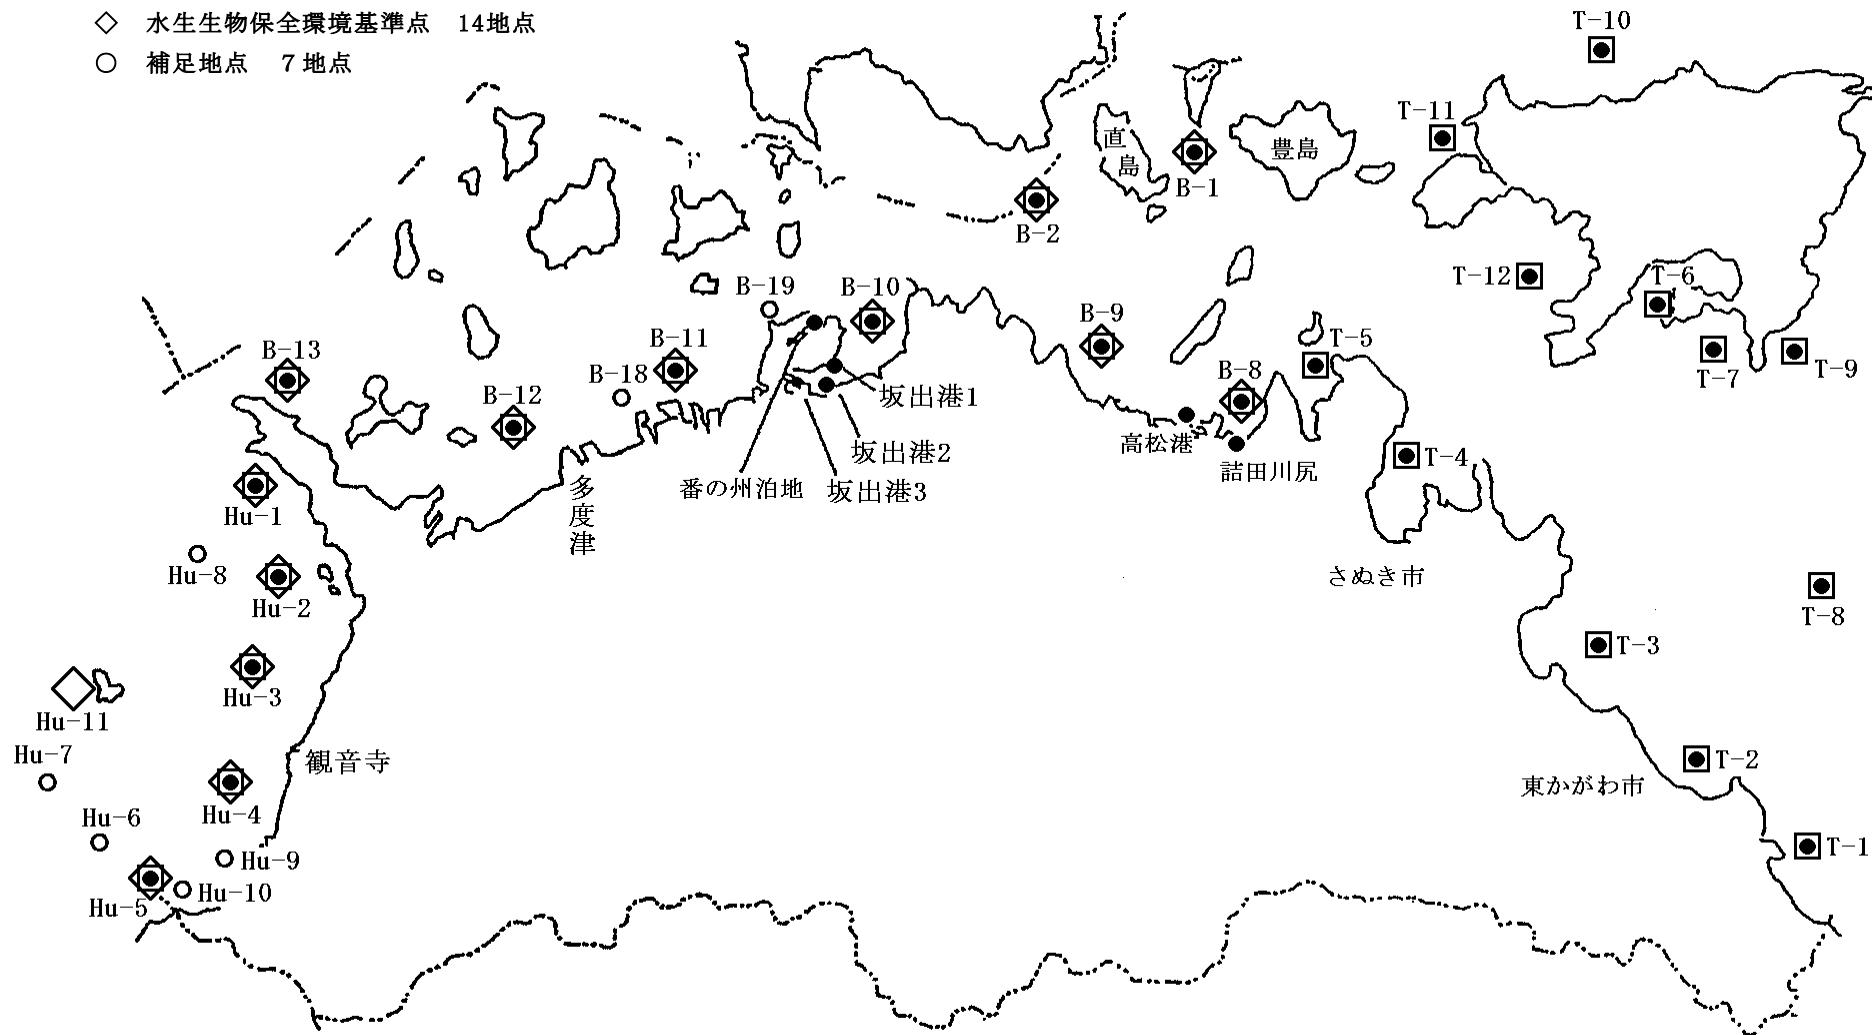 ◇ 水生生物保全環境基準点 14地点
○ 補足地点 7地点
T-10
T-11
直島
豊島
B-1
B-2
T-12
T-6
B-19
B-10
B-9
T-5
B-13
B-11
B-18
B-12
B-8
T-7
T-9
坂出港1
坂出港2
坂出港3
番の州泊地
高松港
詰田川尻
T-4
多度津
Hu-1
Hu-8
Hu-2
さぬき市
T-8
T-3
Hu-3
Hu-11
Hu-7
観音寺
T-2
東かがわ市
Hu-4
Hu-6
Hu-9
T-1
Hu-10
Hu-5